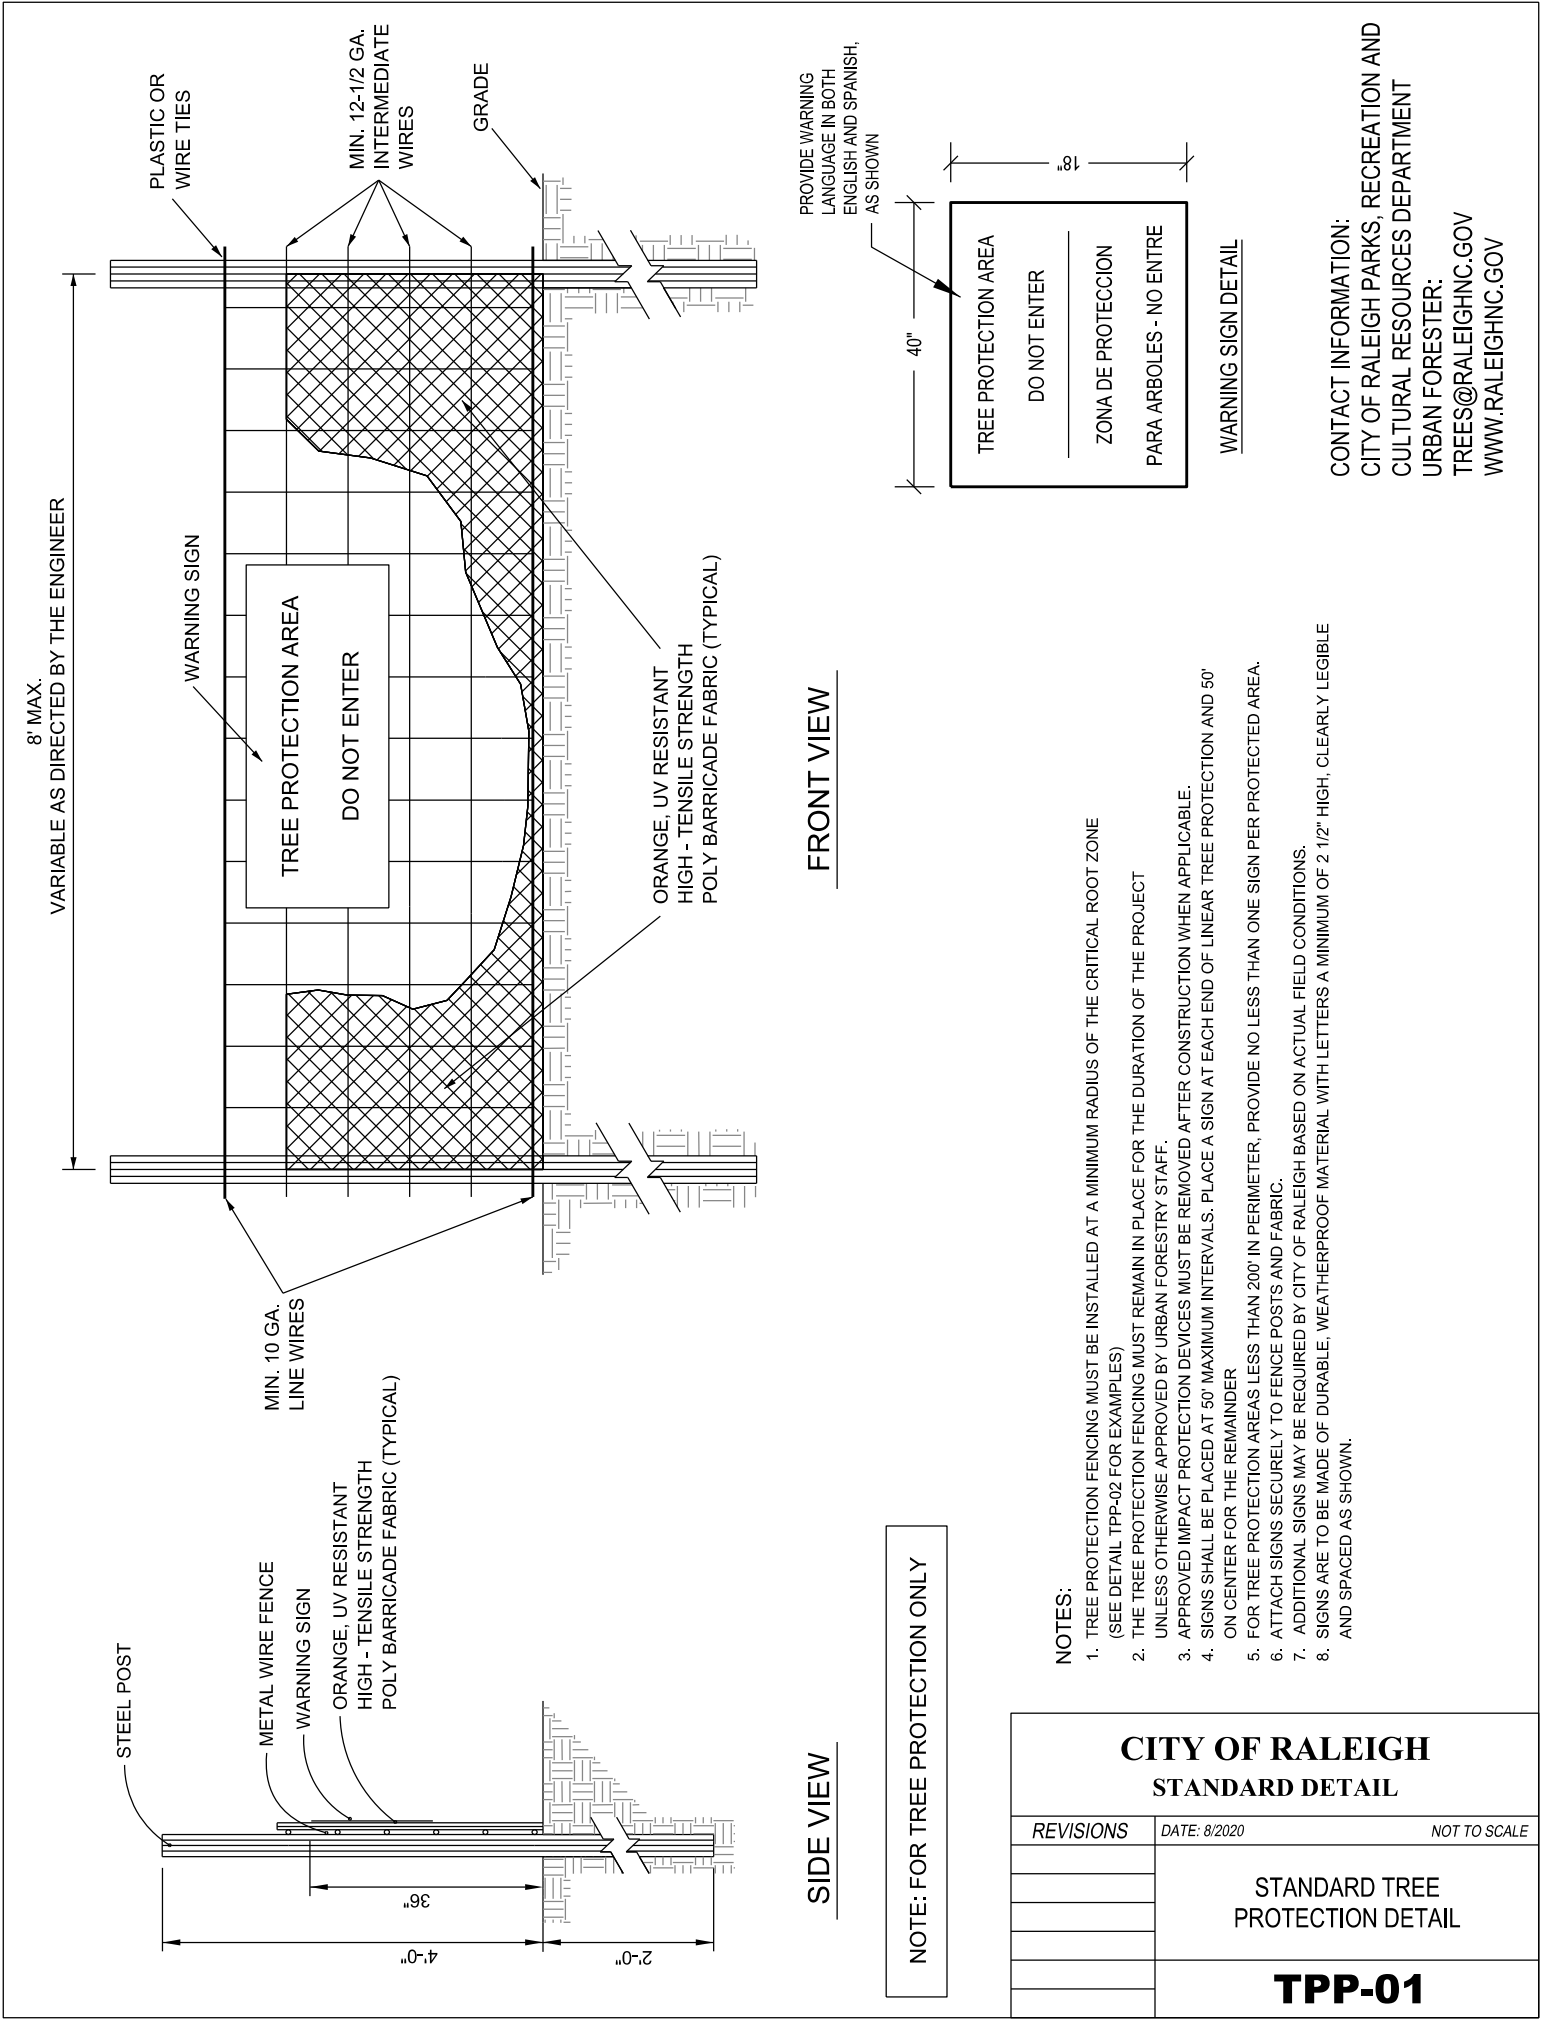 8' MAX.
VARIABLE AS DIRECTED BY THE ENGINEER
PLASTIC OR
WIRE TIES
WARNING SIGN
MIN. 12-1/2 GA.
INTERMEDIATE
WIRES
GRADE
TREE PROTECTION AREA
DO NOT ENTER
MIN. 10 GA.
LINE WIRES
ORANGE, UV RESISTANT
HIGH - TENSILE STRENGTH
POLY BARRICADE FABRIC (TYPICAL)
FRONT VIEW
STEEL POST
METAL WIRE FENCE
WARNING SIGN
ORANGE, UV RESISTANT
HIGH - TENSILE STRENGTH
POLY BARRICADE FABRIC (TYPICAL)
36"
4'-0"
2'-0"
SIDE VIEW
NOTE: FOR TREE PROTECTION ONLY
PROVIDE WARNING
LANGUAGE IN BOTH
ENGLISH AND SPANISH,
AS SHOWN
40"
18"
TREE PROTECTION AREA
DO NOT ENTER
ZONA DE PROTECCION
PARA ARBOLES - NO ENTRE
WARNING SIGN DETAIL
NOTES:
1. TREE PROTECTION FENCING MUST BE INSTALLED AT A MINIMUM RADIUS OF THE CRITICAL ROOT ZONE
(SEE DETAIL TPP-02 FOR EXAMPLES)
2. THE TREE PROTECTION FENCING MUST REMAIN IN PLACE FOR THE DURATION OF THE PROJECT
UNLESS OTHERWISE APPROVED BY URBAN FORESTRY STAFF.
3. APPROVED IMPACT PROTECTION DEVICES MUST BE REMOVED AFTER CONSTRUCTION WHEN APPLICABLE.
4. SIGNS SHALL BE PLACED AT 50' MAXIMUM INTERVALS. PLACE A SIGN AT EACH END OF LINEAR TREE PROTECTION AND 50'
ON CENTER FOR THE REMAINDER
5. FOR TREE PROTECTION AREAS LESS THAN 200' IN PERIMETER, PROVIDE NO LESS THAN ONE SIGN PER PROTECTED AREA.
6. ATTACH SIGNS SECURELY TO FENCE POSTS AND FABRIC.
7. ADDITIONAL SIGNS MAY BE REQUIRED BY CITY OF RALEIGH BASED ON ACTUAL FIELD CONDITIONS.
8. SIGNS ARE TO BE MADE OF DURABLE, WEATHERPROOF MATERIAL WITH LETTERS A MINIMUM OF 2 1/2" HIGH, CLEARLY LEGIBLE
AND SPACED AS SHOWN.
CONTACT INFORMATION:
CITY OF RALEIGH PARKS, RECREATION AND
CULTURAL RESOURCES DEPARTMENT
URBAN FORESTER:
TREES@RALEIGHNC.GOV
WWW.RALEIGHNC.GOV
CITY OF RALEIGH
STANDARD DETAIL
REVISIONS
DATE: 8/2020
NOT TO SCALE
STANDARD TREE
PROTECTION DETAIL
TPP-01